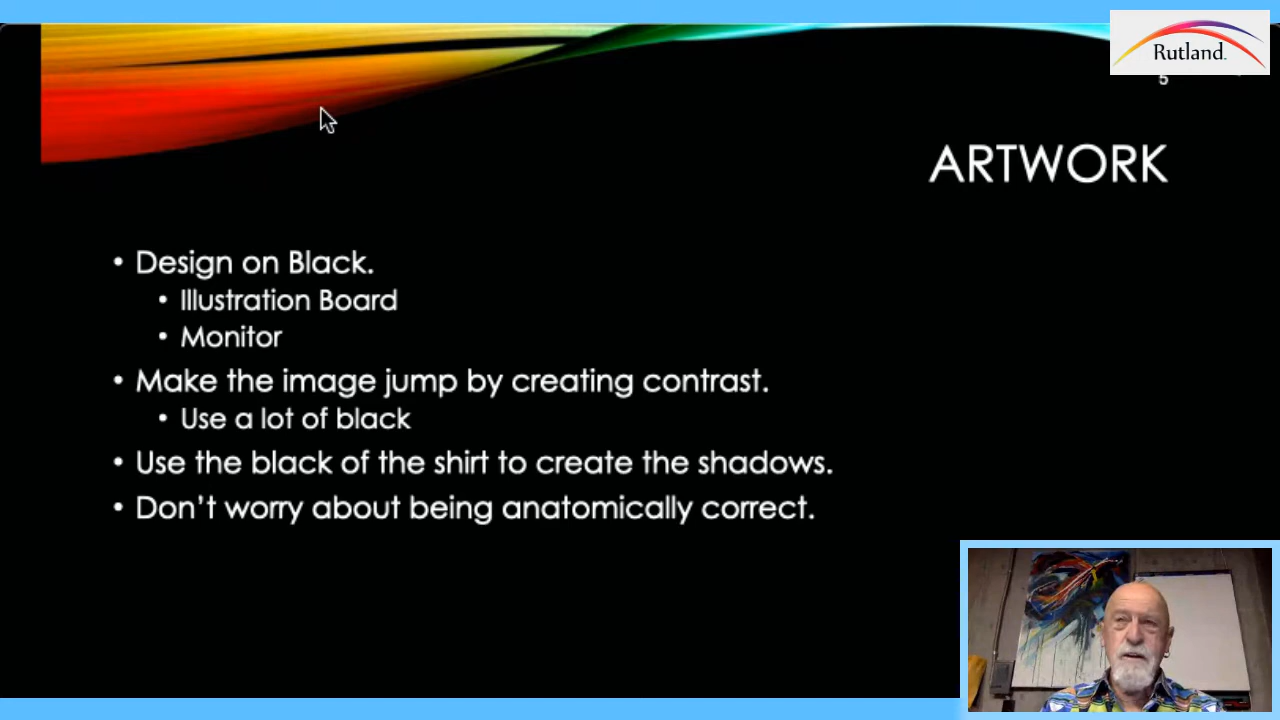 Rutland.
5
ARTWORK
• Design on Black.
• Illustration Board
• Monitor
• Make the image jump by creating contrast.
• Use a lot of black
• Use the black of the shirt to create the shadows.
• Don’t worry about being anatomically correct.